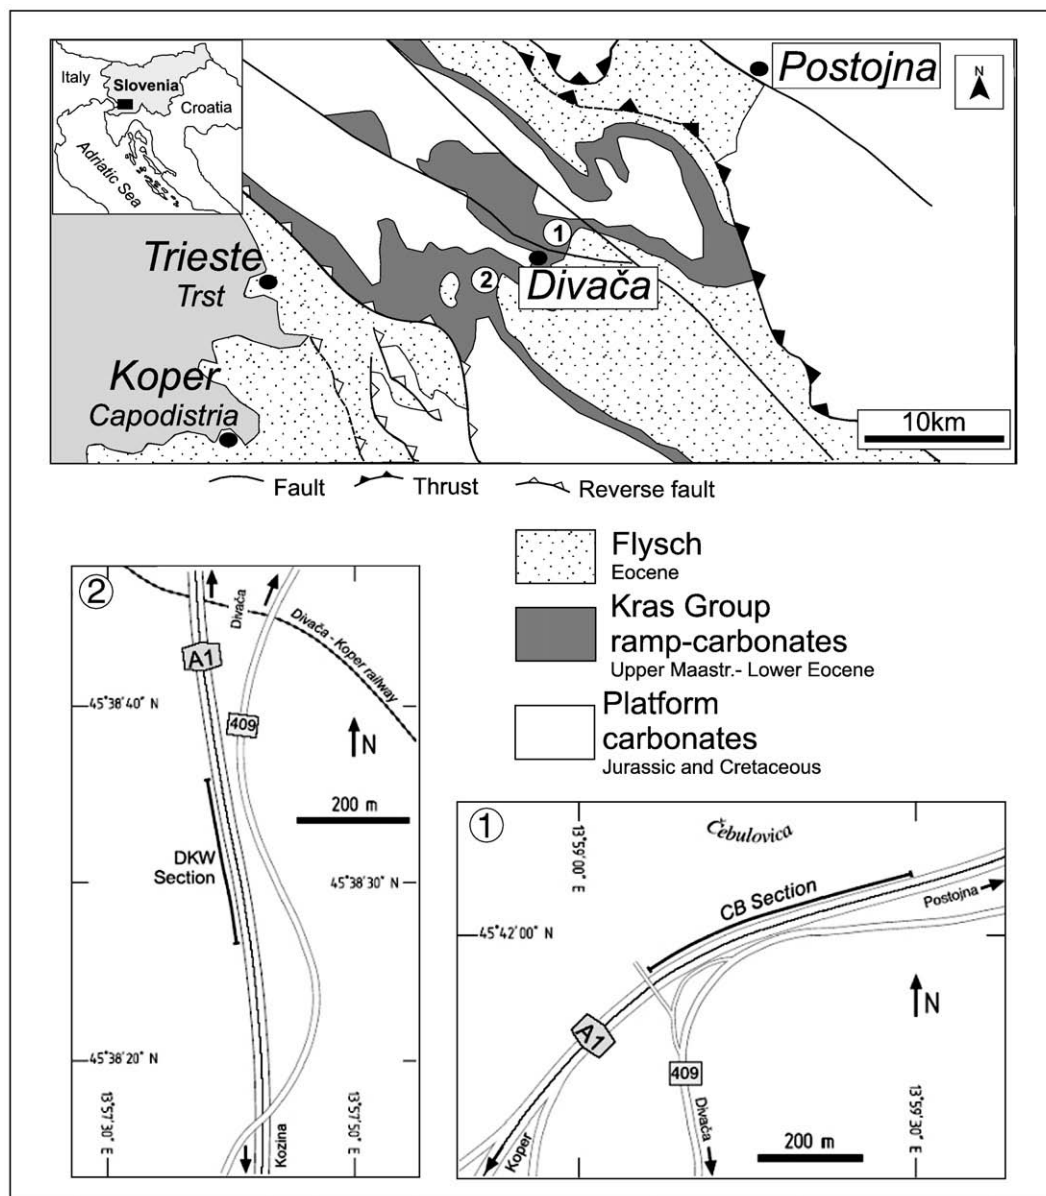 Italy
Slovenia
Croatia
Adriatic Sea
Postojna
N
Trieste
Trst
1
2
Divača
Koper
Capodistria
10km
Fault
Thrust
Reverse fault
Flysch
Eocene
Kras Group
ramp-carbonates
Upper Maastr.- Lower Eocene
Platform
carbonates
Jurassic and Cretaceous
2
Divača
A1
Divača - Koper railway
45°38'40" N
409
N
200 m
DKW
Section
45°38'30" N
45°38'20" N
13°57'30" E
Kozina
13°57'50" E
1
13°59'00" E
Čebulovica
CB Section
Postojna
45°42'00" N
A1
N
409
Koper
Divača
13°59'30" E
200 m